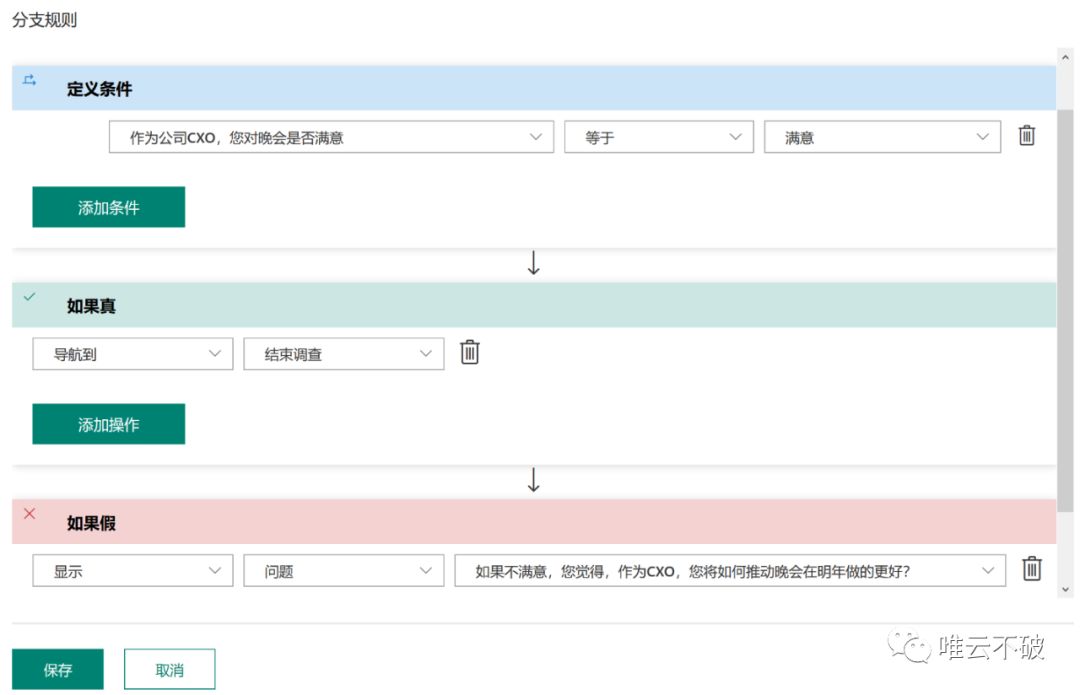 分支规则
定义条件
作为公司CXO，您对晚会是否满意 等于 满意
添加条件
如果真
导航到 结束调查
添加操作
如果假
显示 问题 如果不满意，您觉得，作为CXO，您将如何推动晚会在明年做的更好？
保存 取消
唯云不破